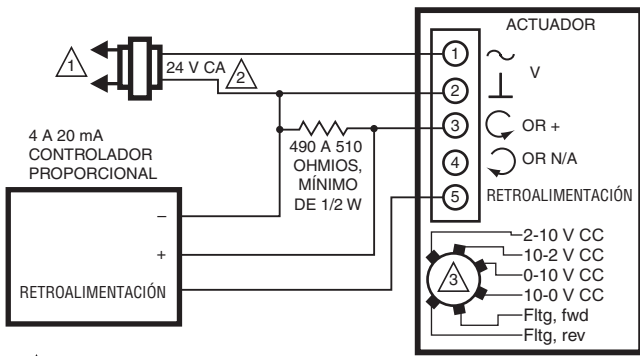 ACTUADOR
1
24 V CA
2
1
V
2
3
OR +
4 A 20 mA
CONTROLADOR
PROPORCIONAL
490 A 510
OHMIOS,
MÍNIMO
DE 1/2 W
4
OR N/A
5
RETROALIMENTACIÓN
–
+
RETROALIMENTACIÓN
3
2-10 V CC
10-2 V CC
0-10 V CC
10-0 V CC
Fltg, fwd
Fltg, rev